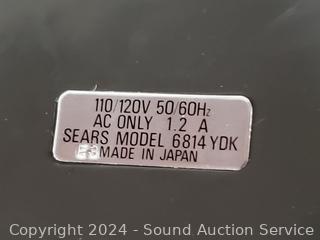 110/120V 50/60Hz
AC ONLY 1.2 A
SEARS MODEL 6814 YDK
MADE IN JAPAN
Copyright 2024 - Sound Auction Service